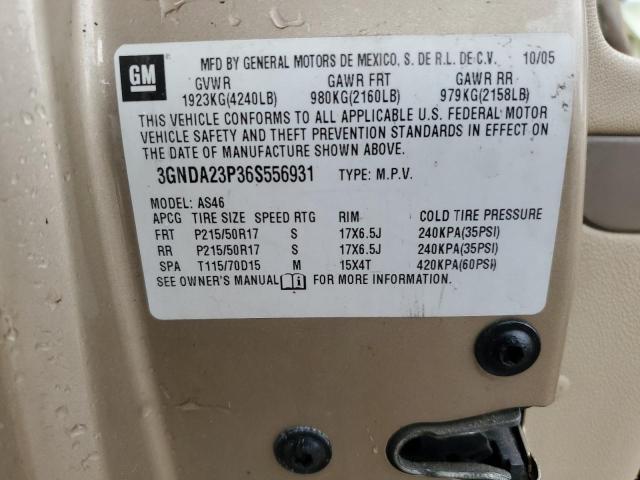 GM
MFD BY GENERAL MOTORS DE MEXICO, S. DE R.L. DE C.V. 10/05
GVWR GAWR FRT GAWR RR
1923KG(4240LB) 980KG(2160LB) 979KG(2158LB)
THIS VEHICLE CONFORMS TO ALL APPLICABLE U.S. FEDERAL MOTOR
VEHICLE SAFETY AND THEFT PREVENTION STANDARDS IN EFFECT ON
THE DATE OF MANUFACTURE SHOWN ABOVE.
3GNDA23P36S556931 TYPE: M.P.V.
MODEL: AS46
APCG TIRE SIZE SPEED RTG RIM COLD TIRE PRESSURE
FRT P215/50R17 S 17X6.5J 240KPA(35PSI)
RR P215/50R17 S 17X6.5J 240KPA(35PSI)
SPA T115/70D15 M 15X4T 420KPA(60PSI)
SEE OWNER'S MANUAL FOR MORE INFORMATION.